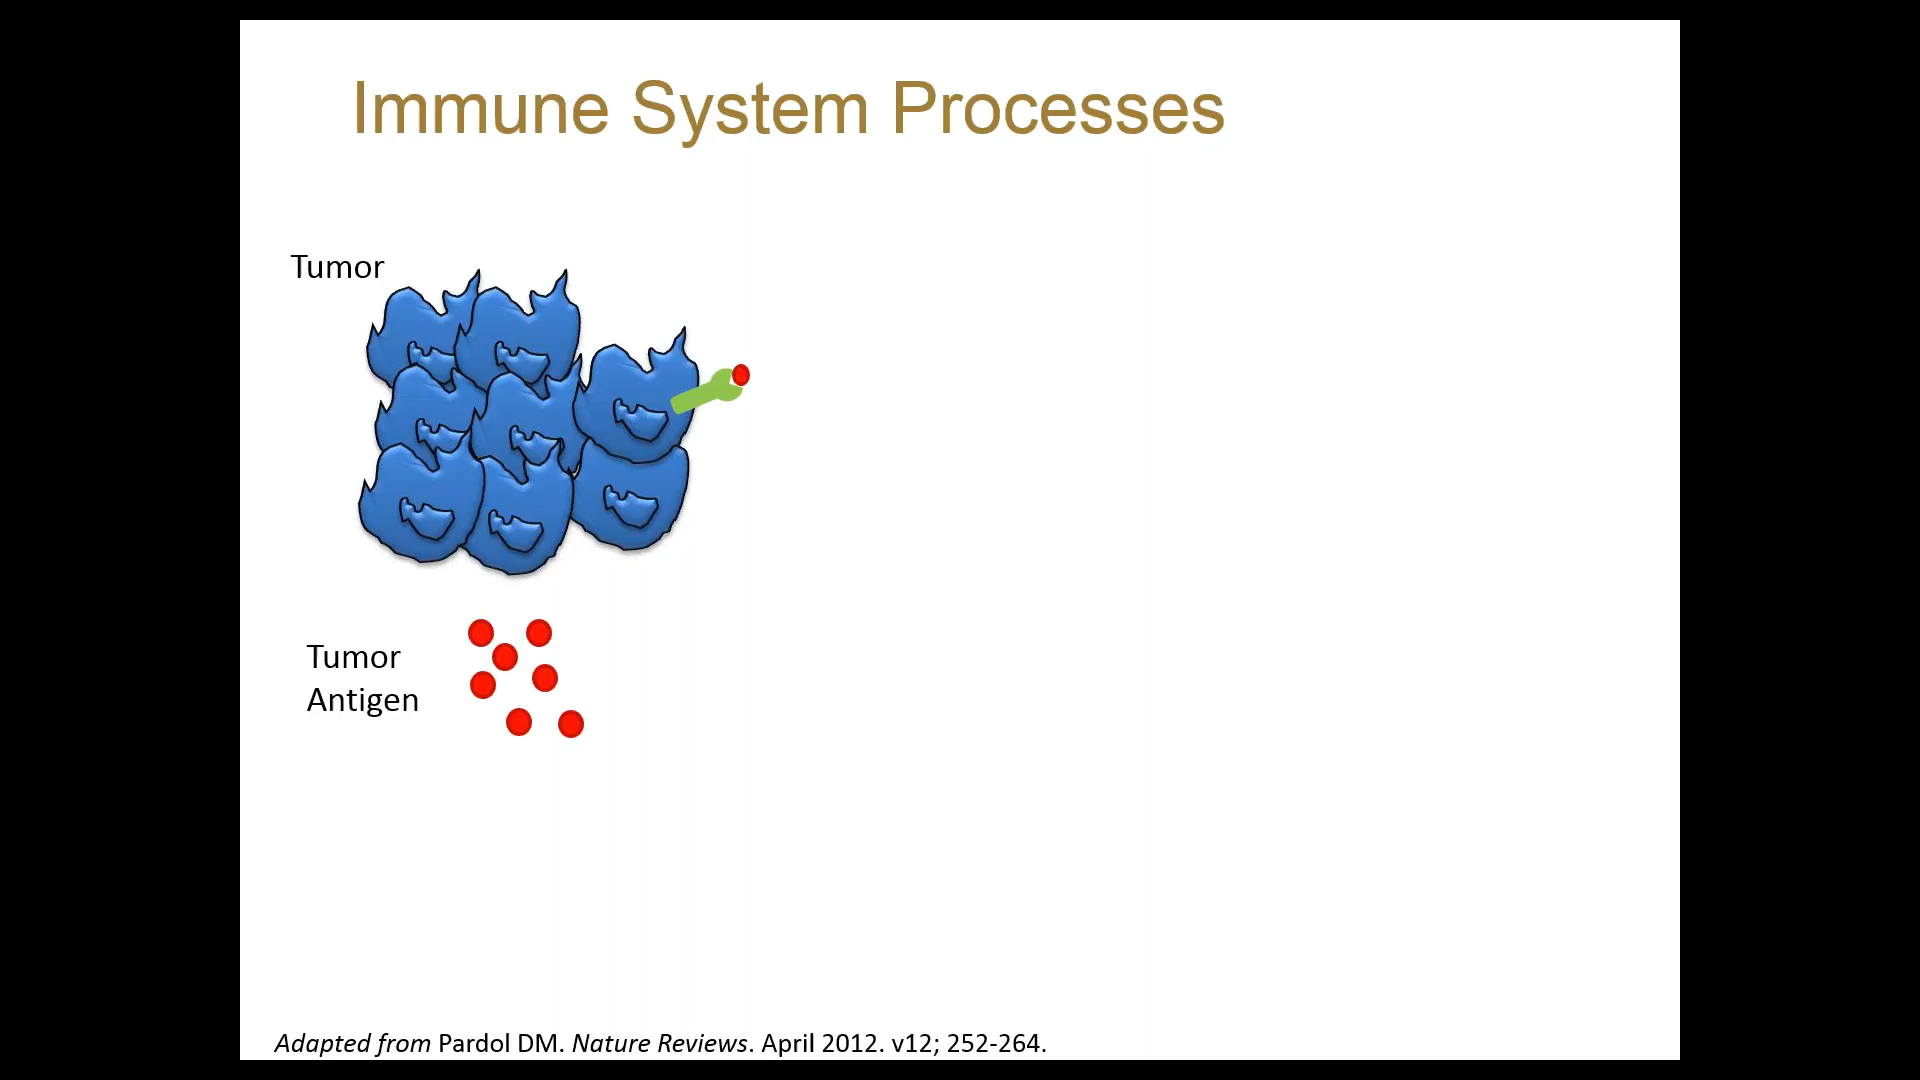 Immune System Processes
Tumor
Tumor
Antigen
Adapted from Pardol DM. Nature Reviews. April 2012. v12; 252-264.